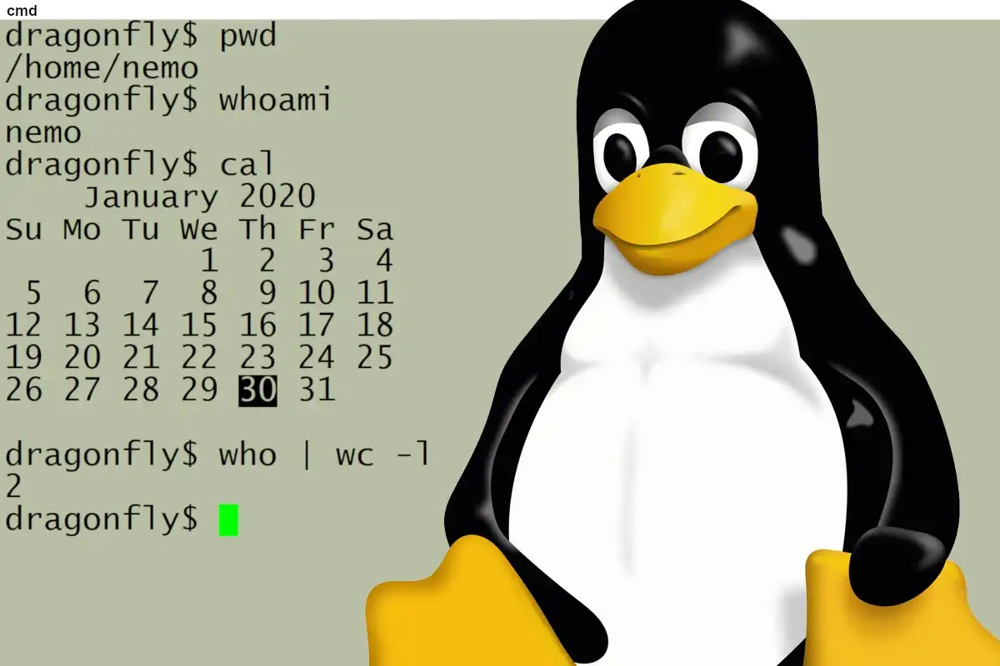 cmd
dragonfly$ pwd
/home/nemo
dragonfly$ whoami
nemo
dragonfly$ cal
    January 2020
Su Mo Tu We Th Fr Sa
          1  2  3  4
 5  6  7  8  9 10 11
12 13 14 15 16 17 18
19 20 21 22 23 24 25
26 27 28 29 30 31
dragonfly$ who | wc -l
2
dragonfly$